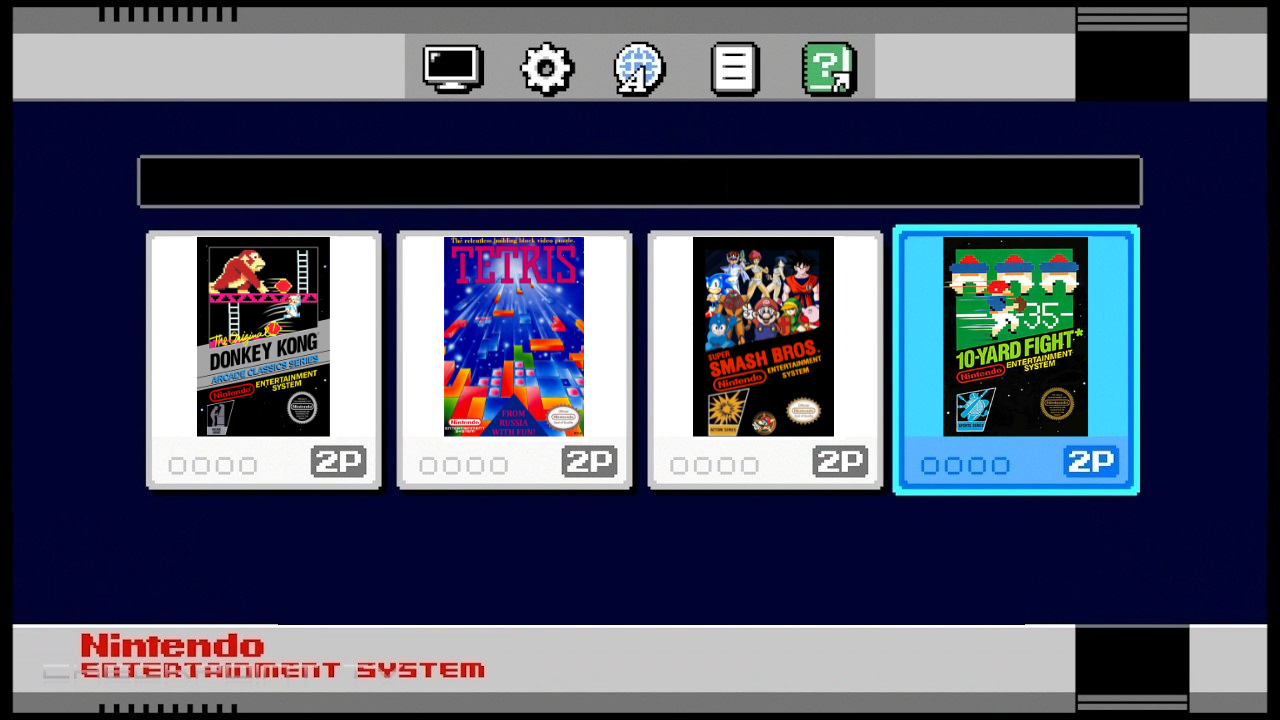 The Original
DONKEY KONG
ARCADE CLASSICS SERIES
Nintendo ENTERTAINMENT
SYSTEM
2P
The relentless building block video puzzle.
TETRIS
FROM
RUSSIA
WITH FUN!
Nintendo
ENTERTAINMENT SYSTEM
2P
SUPER
SMASH BROS.
Nintendo ENTERTAINMENT
SYSTEM
ACTION SERIES
2P
35
10-YARD FIGHT*
Nintendo ENTERTAINMENT
SYSTEM
SPORTS SERIES
2P
?
Nintendo
ENTERTAINMENT SYSTEM